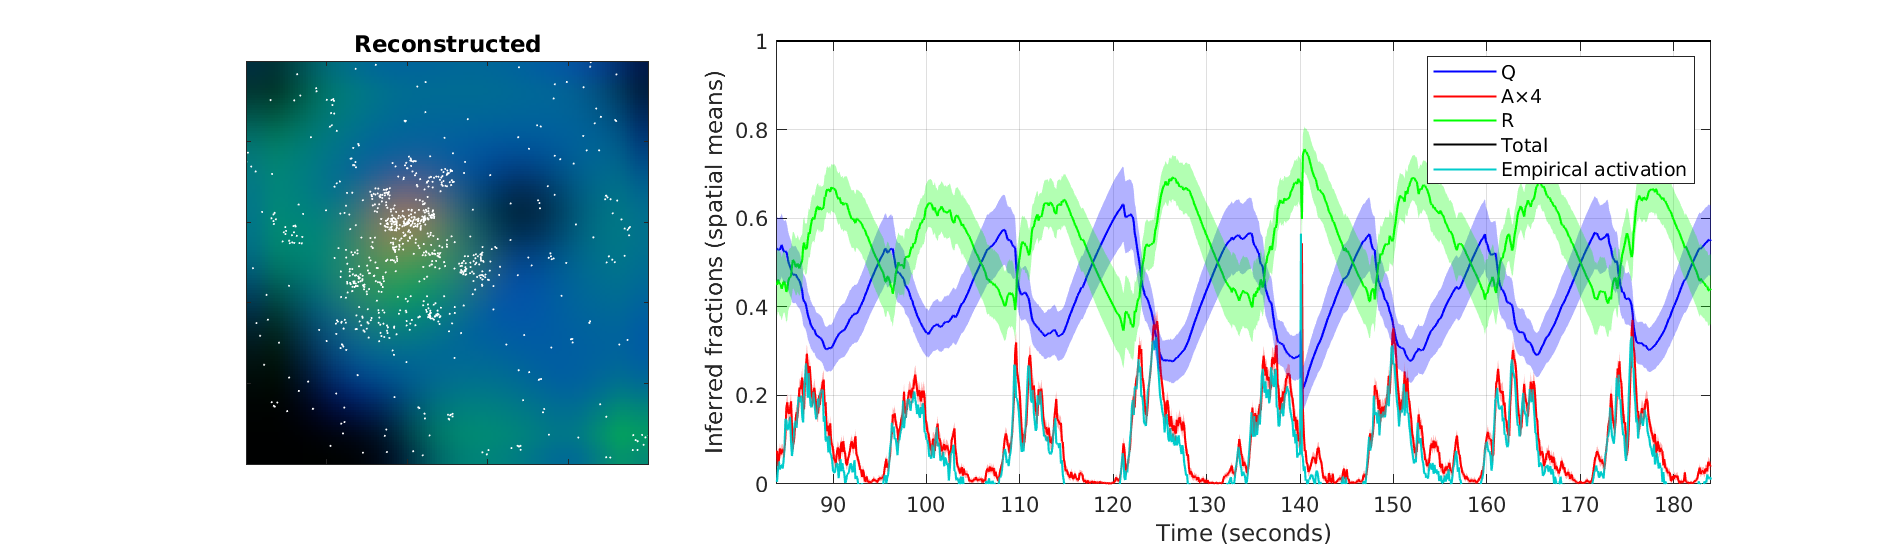 Reconstructed
Inferred fractions (spatial means)
1
0.8
0.6
0.4
0.2
0
Q
A×4
R
Total
Empirical activation
90 100 110 120 130 140 150 160 170 180
Time (seconds)